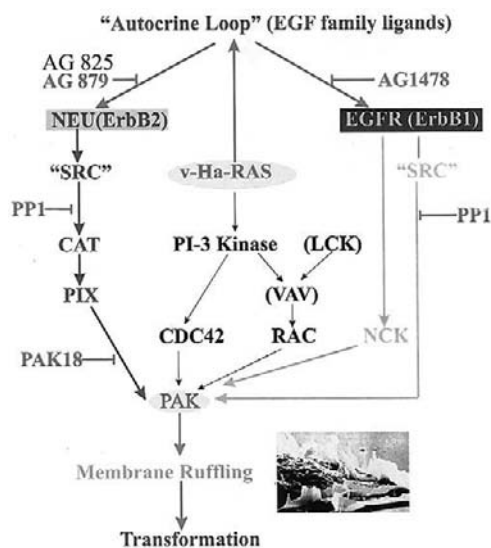 “Autocrine Loop” (EGF family ligands)
AG 825
AG 879
AG1478
NEU(ErbB2)
EGFR (ErbB1)
“SRC”
v-Ha-RAS
“SRC”
PP1
PP1
CAT
PI-3 Kinase
(LCK)
PIX
(VAV)
CDC42
RAC
NCK
PAK18
PAK
Membrane Ruffling
Transformation